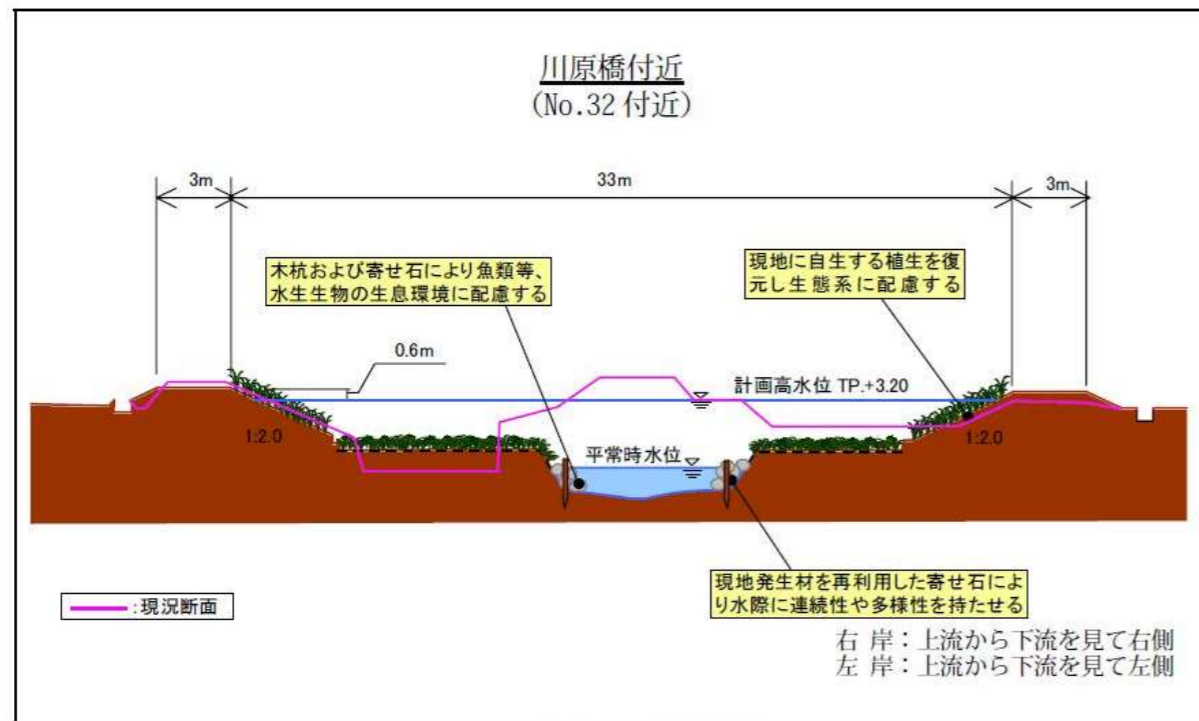 川原橋付近
(No.32 付近)
3m
33m
3m
木杭および寄せ石により魚類等、
水生生物の生息環境に配慮する
現地に自生する植生を復
元し生態系に配慮する
0.6m
計画高水位 TP.+3.20
1:2.0
1:2.0
平常時水位
現地発生材を再利用した寄せ石によ
り水際に連続性や多様性を持たせる
:現況断面
右 岸：上流から下流を見て右側
左 岸：上流から下流を見て左側